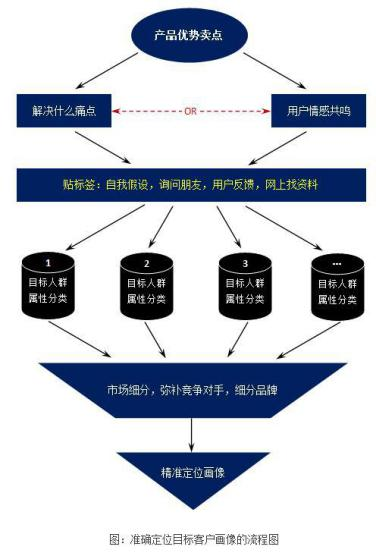 产品优势卖点
解决什么痛点
OR
用户情感共鸣
贴标签：自我假设，询问朋友，用户反馈，网上找资料
1
目标人群
属性分类
2
目标人群
属性分类
3
目标人群
属性分类
...
目标人群
属性分类
市场细分，弥补竞争对手，细分品牌
精准定位画像
图：准确定位目标客户画像的流程图